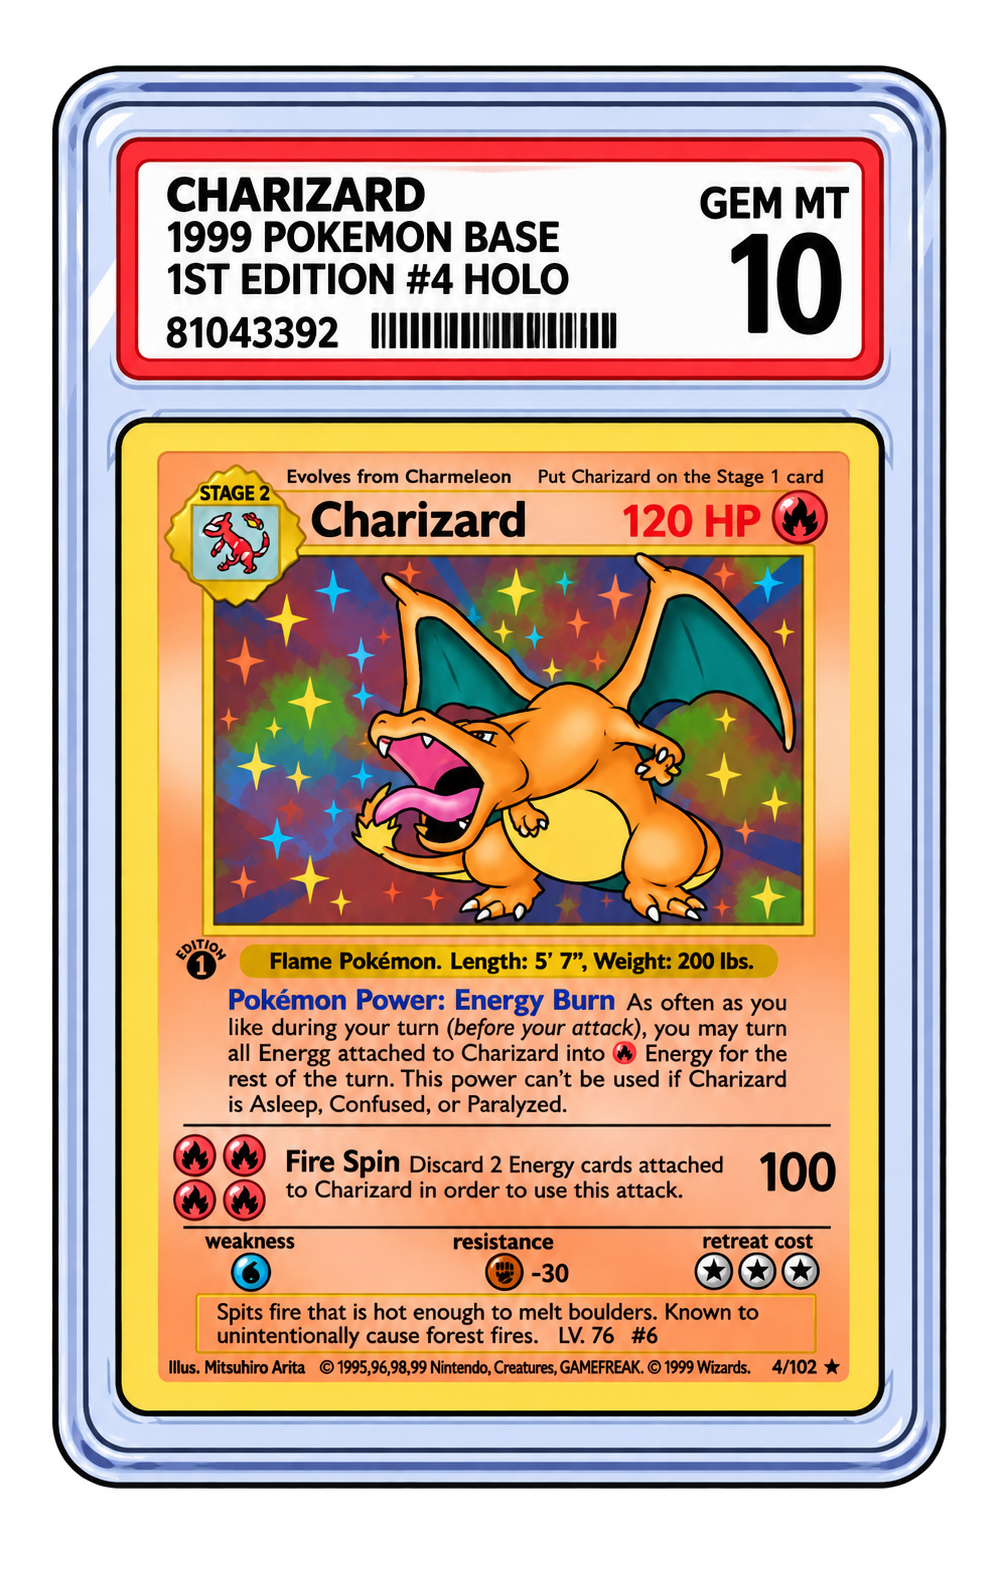 CHARIZARD
1999 POKEMON BASE
1ST EDITION #4 HOLO
81043392
GEM MT
10
Evolves from Charmeleon Put Charizard on the Stage 1 card
STAGE 2
Charizard 120 HP
EDITION
1
Flame Pokémon. Length: 5' 7", Weight: 200 lbs.
Pokémon Power: Energy Burn As often as you
like during your turn (before your attack), you may turn
all Energg attached to Charizard into Energy for the
rest of the turn. This power can't be used if Charizard
is Asleep, Confused, or Paralyzed.
Fire Spin Discard 2 Energy cards attached
to Charizard in order to use this attack.
100
weakness resistance retreat cost
-30
Spits fire that is hot enough to melt boulders. Known to
unintentionally cause forest fires. LV. 76 #6
Illus. Mitsuhiro Arita © 1995,96,98,99 Nintendo, Creatures, GAMEFREAK. © 1999 Wizards. 4/102 ★